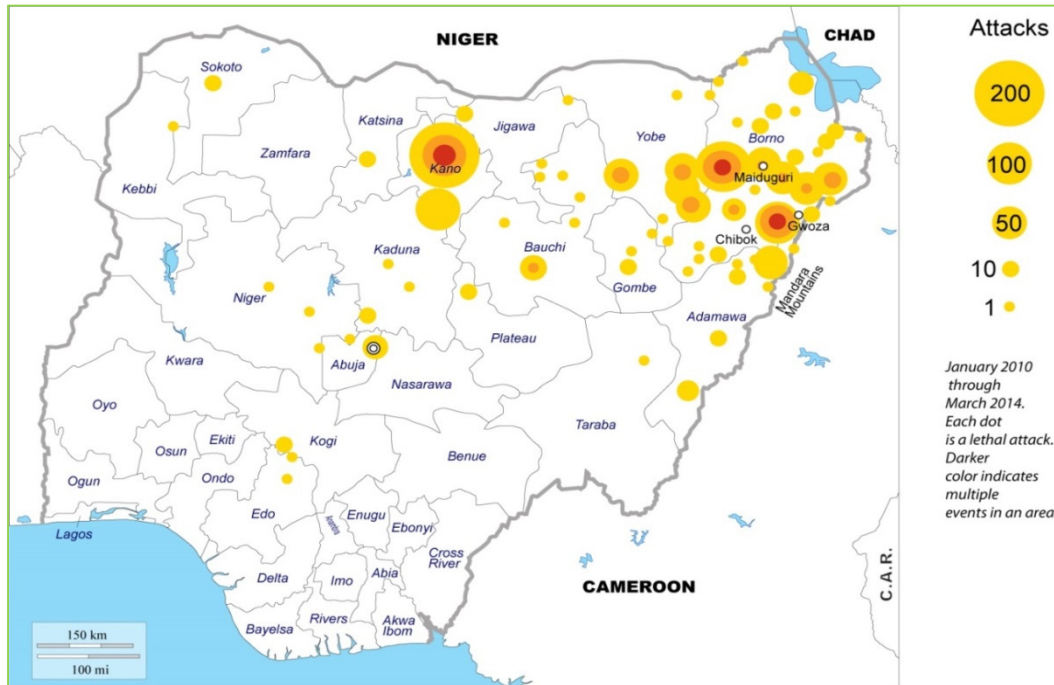 NIGER
CHAD
Attacks
Sokoto
200
Katsina
Jigawa
Yobe
Borno
Zamfara
Kano
Maiduguri
100
Kebbi
Gwoza
Chibok
50
Kaduna
Bauchi
10
Gombe
Mandara
Mountains
Niger
1
Adamawa
Plateau
Kwara
Abuja
Nasarawa
January 2010
through
March 2014.
Each dot
is a lethal attack.
Darker
color indicates
multiple
events in an area
Oyo
Taraba
Ekiti
Kogi
Osun
Benue
Ogun
Ondo
Edo
Enugu
Ebonyi
Lagos
Cross
River
Delta
Imo
Abia
CAMEROON
C.A.R.
Bayelsa
Rivers
Akwa
Ibom
150 km
100 mi